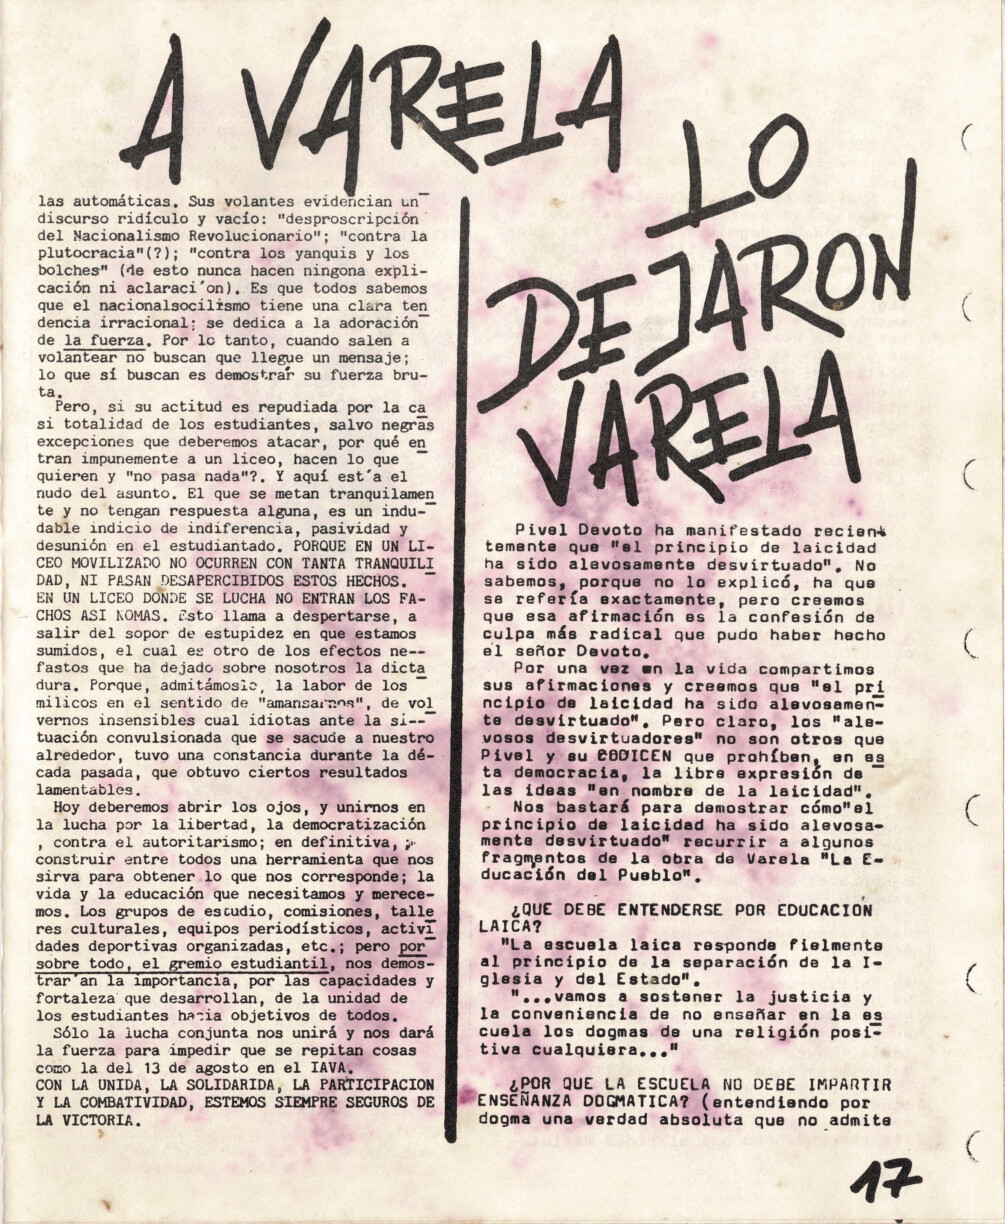 A VARELA
LO
DEJARON
VARELA
las automáticas. Sus volantes evidencian un
discurso ridículo y vacío: "desproscripción
del Nacionalismo Revolucionario"; "contra la
plutocracia"(?); "contra los yanquis y los
bolches" (de esto nunca hacen ningona expli-
cación ni aclaraci´on). Es que todos sabemos
que el nacionalsocilismo tiene una clara ten
dencia irracional: se dedica a la adoración
de la fuerza. Por lo tanto, cuando salen a
volantear no buscan que llegue un mensaje;
lo que sí buscan es demostrar su fuerza bru-
ta.
Pero, si su actitud es repudiada por la ca
si totalidad de los estudiantes, salvo negras
excepciones que deberemos atacar, por qué en
tran impunemente a un liceo, hacen lo que
quieren y "no pasa nada"?. Y aquí est´a el
nudo del asunto. El que se metan tranquilamen
te y no tengan respuesta alguna, es un indu-
dable indicio de indiferencia, pasividad y
desunión en el estudiantado. PORQUE EN UN LI-
CEO MOVILIZADO NO OCURREN CON TANTA TRANQUILI
DAD, NI PASAN DESAPERCIBIDOS ESTOS HECHOS.
EN UN LICEO DONDE SE LUCHA NO ENTRAN LOS FA-
CHOS ASI NOMAS. Esto llama a despertarse, a
salir del sopor de estupidez en que estamos
sumidos, el cual es otro de los efectos ne--
fastos que ha dejado sobre nosotros la dicta
dura. Porque, admitámoslo, la labor de los
milicos en el sentido de "amansarnos", de vol
vernos insensibles cual idiotas ante la si--
tuación convulsionada que se sacude a nuestro
alrededor, tuvo una constancia durante la dé-
cada pasada, que obtuvo ciertos resultados
lamentables.
Hoy deberemos abrir los ojos, y unirnos en
la lucha por la libertad, la democratización
, contra el autoritarismo; en definitiva,
construir entre todos una herramienta que nos
sirva para obtener lo que nos corresponde; la
vida y la educación que necesitamos y merece-
mos. Los grupos de escudio, comisiones, talle
res culturales, equipos periodísticos, activi
dades deportivas organizadas, etc.; pero por
sobre todo, el gremio estudiantil, nos demos-
trar´an la importancia, por las capacidades y
fortaleza que desarrollan, de la unidad de
los estudiantes hacia objetivos de todos.
Sólo la lucha conjunta nos unirá y nos dará
la fuerza para impedir que se repitan cosas
como la del 13 de agosto en el IAVA.
CON LA UNIDA, LA SOLIDARIDA, LA PARTICIPACION
Y LA COMBATIVIDAD, ESTEMOS SIEMPRE SEGUROS DE
LA VICTORIA.
Pivel Devoto ha manifestado recien-
temente que "el principio de laicidad
ha sido alevosamente desvirtuado". No
sabemos, porque no lo explicó, ha que
se refería exactamente, pero creemos
que esa afirmación es la confesión de
culpa más radical que pudo haber hecho
el señor Devoto.
Por una vez en la vida compartimos
sus afirmaciones y creemos que "el pri
ncipio de laicidad ha sido alevosamen-
te desvirtuado". Pero claro, los "ale-
vosos desvirtuadores" no son otros que
Pivel y su CODICEN que prohíben, en es
ta democracia, la libre expresión de
las ideas "en nombre de la laicidad".
Nos bastará para demostrar cómo"el
principio de laicidad ha sido alevosa-
mente desvirtuado" recurrir a algunos
fragmentos de la obra de Varela "La E-
ducación del Pueblo".
¿QUE DEBE ENTENDERSE POR EDUCACION
LAICA?
"La escuela laica responde fielmente
al principio de la separación de la I-
glesia y del Estado".
"...vamos a sostener la justicia y
la conveniencia de no enseñar en la es
cuela los dogmas de una religión posi-
tiva cualquiera..."
¿POR QUE LA ESCUELA NO DEBE IMPARTIR
ENSEÑANZA DOGMATICA? (entendiendo por
dogma una verdad absoluta que no admite
17